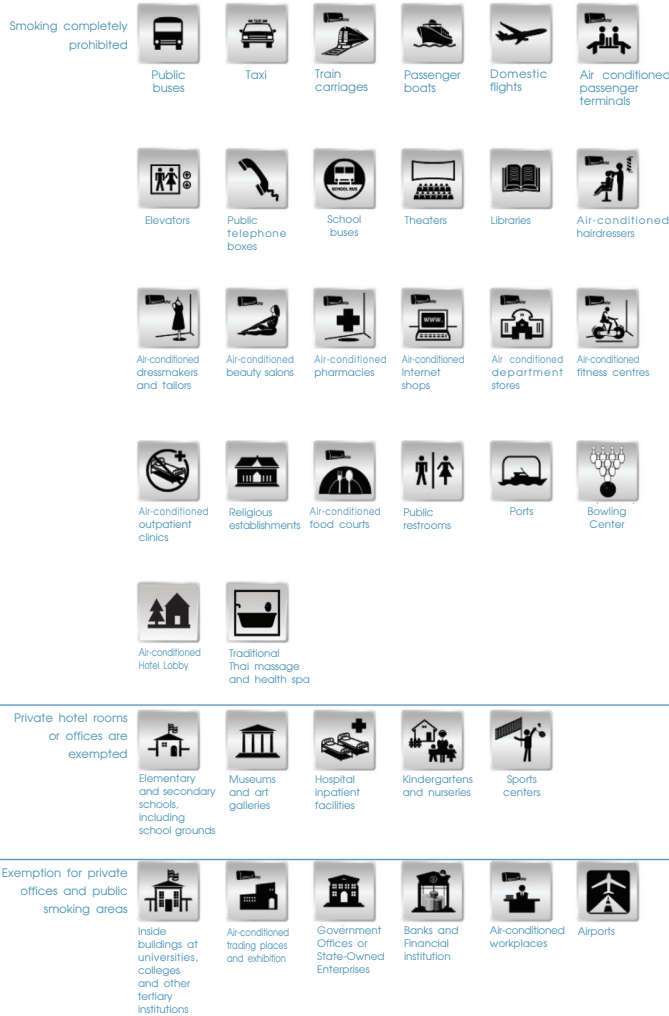 Smoking completely
prohibited
Public
buses
TAXI
Taxi
Train
carriages
Passenger
boats
Domestic
flights
Air conditioned
passenger
terminals
Elevators
Public
telephone
boxes
SCHOOL BUS
School
buses
Theaters
Libraries
Air-conditioned
hairdressers
Air-conditioned
dressmakers
and tailors
Air-conditioned
beauty salons
Air-conditioned
pharmacies
WWW.
Air-conditioned
Internet
shops
Air conditioned
department
stores
Air-conditioned
fitness centres
Air-conditioned
outpatient
clinics
Religious
establishments
Air-conditioned
food courts
Public
restrooms
Ports
Bowling
Center
Air-conditioned
Hotel Lobby
Traditional
Thai massage
and health spa
Private hotel rooms
or offices are
exempted
Elementary
and secondary
schools,
including
school grounds
Museums
and art
galleries
Hospital
inpatient
facilities
Kindergartens
and nurseries
Sports
centers
Exemption for private
offices and public
smoking areas
Inside
buildings at
universities,
colleges
and other
tertiary
institutions
Air-conditioned
trading places
and exhibition
Government
Offices or
State-Owned
Enterprises
Banks and
Financial
institution
Air-conditioned
workplaces
Airports